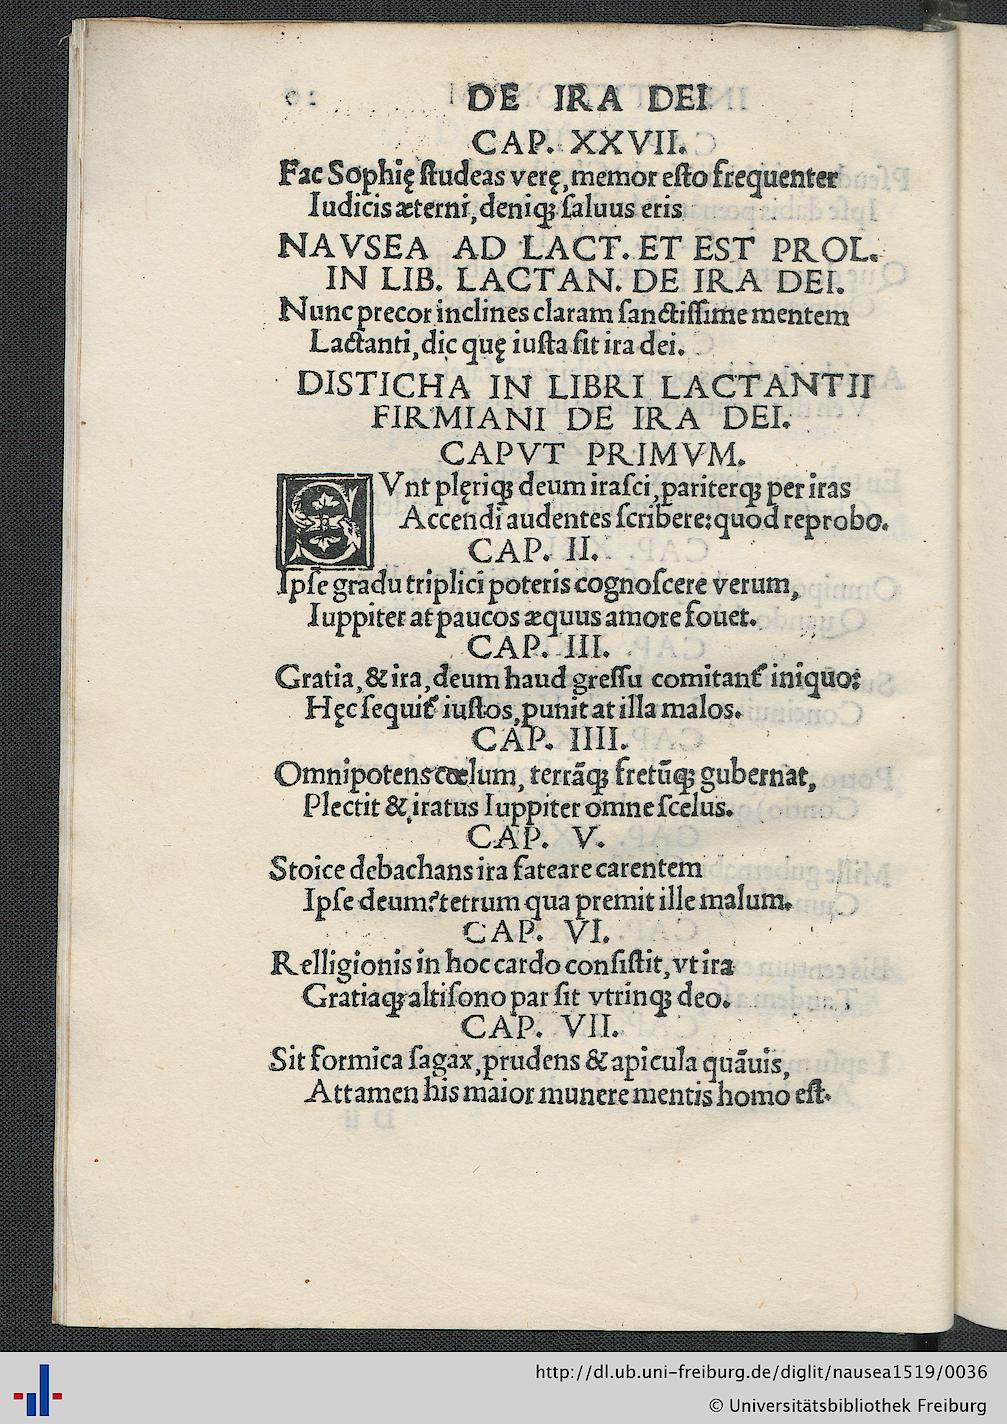 DE IRA DEI
CAP. XXVII.
Fac Sophię ſtudeas verę, memor eſto frequenter
Iudicis æterni, deniqꝫ ſaluus eris
NAVSEA AD LACT. ET EST PROL.
IN LIB. LACTAN. DE IRA DEI.
Nunc precor inclines claram ſanctiſſime mentem
Lactanti, dic quę iuſta ſit ira dei.
DISTICHA IN LIBRI LACTANTII
FIRMIANI DE IRA DEI.
CAPVT PRIMVM.
SVnt plęriqꝫ deum iraſci, pariterqꝫ per iras
Accendi audentes ſcribere: quod reprobo.
CAP. II.
Ipſe gradu triplici poteris cognoſcere verum,
Iuppiter at paucos æquus amore fouet.
CAP. III.
Gratia, & ira, deum haud greſſu comitant᷑ iniquo:
Hęc ſequit᷑ iuſtos, punit at illa malos.
CAP. IIII.
Omnipotens cœlum, terrāqꝫ fretūqꝫ gubernat,
Plectit & iratus Iuppiter omne ſcelus.
CAP. V.
Stoice debachans ira fateare carentem
Ipſe deum? tetrum qua premit ille malum.
CAP. VI.
Relligionis in hoc cardo conſiſtit, vt ira
Gratiaqꝫ altiſono par ſit vtrinqꝫ deo.
CAP. VII.
Sit formica ſagax, prudens & apicula quāuis,
Attamen his maior munere mentis homo eſt.
http://dl.ub.uni-freiburg.de/diglit/nausea1519/0036
© Universitätsbibliothek Freiburg